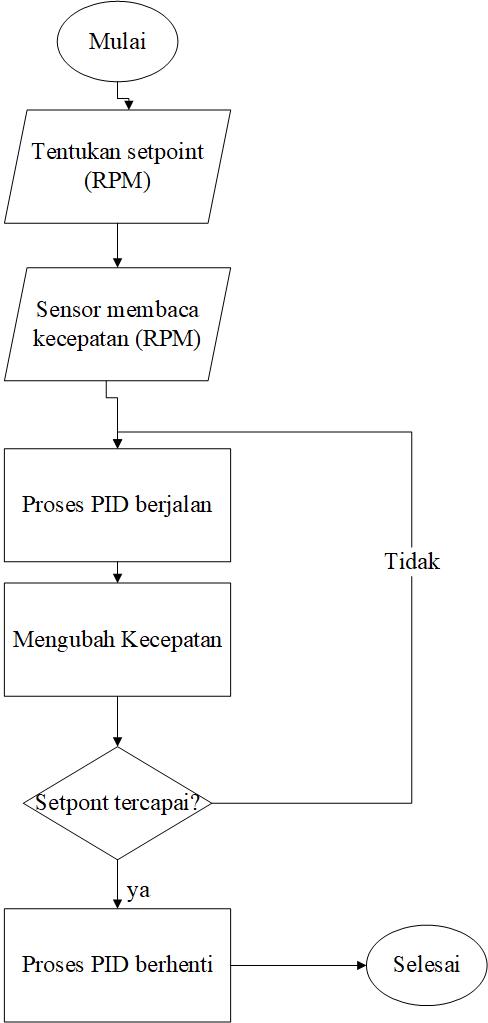 Mulai
Tentukan setpoint
(RPM)
Sensor membaca
kecepatan (RPM)
Proses PID berjalan
Tidak
Mengubah Kecepatan
Setpont tercapai?
ya
Proses PID berhenti
Selesai